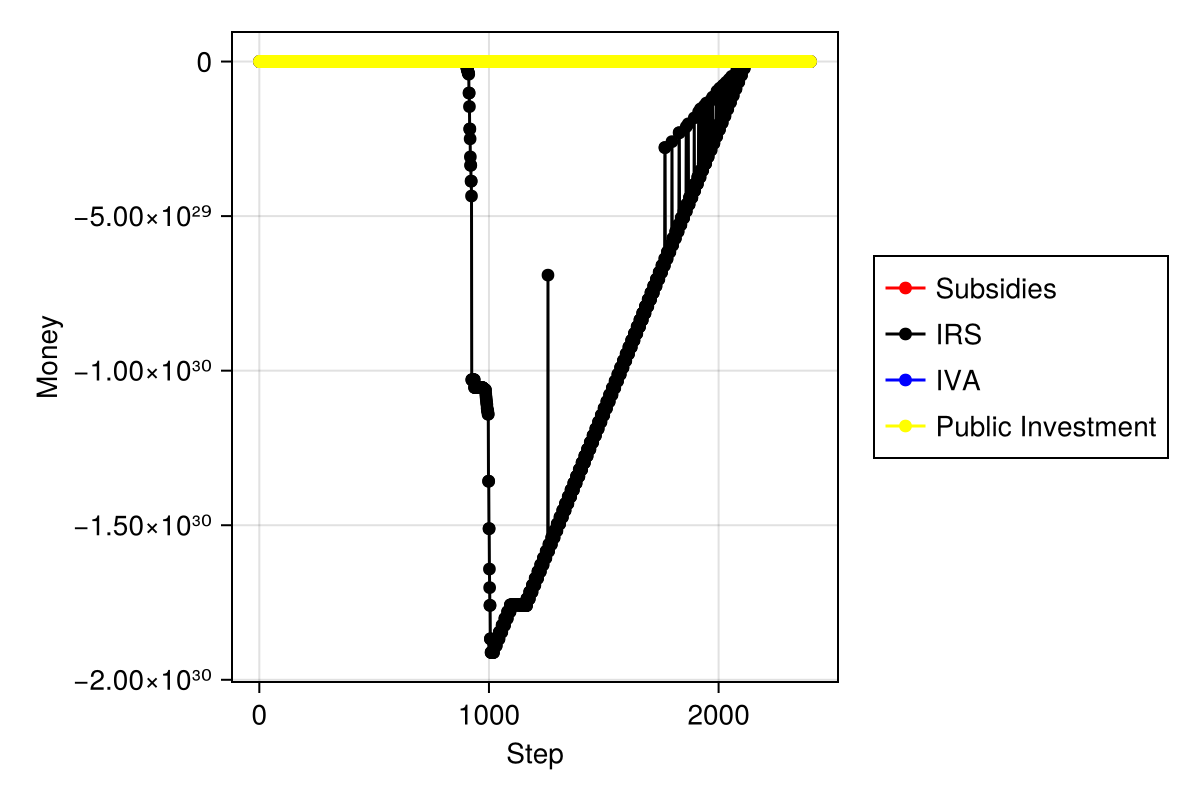 0
−5.00×10²⁹
−1.00×10³⁰
−1.50×10³⁰
−2.00×10³⁰
Money
0 1000 2000
Step
Subsidies
IRS
IVA
Public Investment